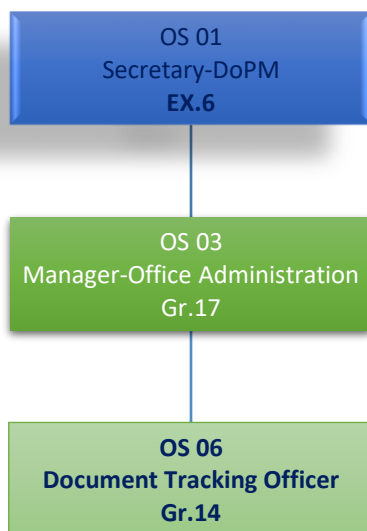 OS 01
Secretary-DoPM
EX.6
OS 03
Manager-Office Administration
Gr.17
OS 06
Document Tracking Officer
Gr.14